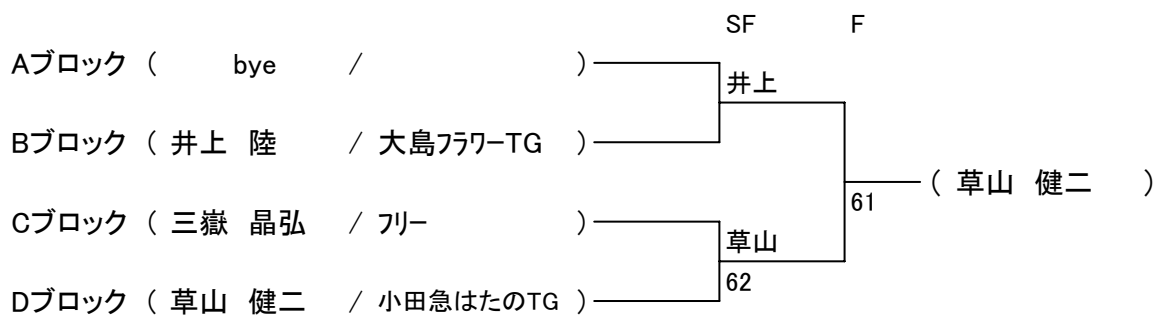 SF F
Aブロック ( bye / )
井上
Bブロック ( 井上 陸 / 大島フラワーTG )
( 草山 健二 )
61
Cブロック ( 三嶽 晶弘 / フリー )
草山
62
Dブロック ( 草山 健二 / 小田急はたのTG )